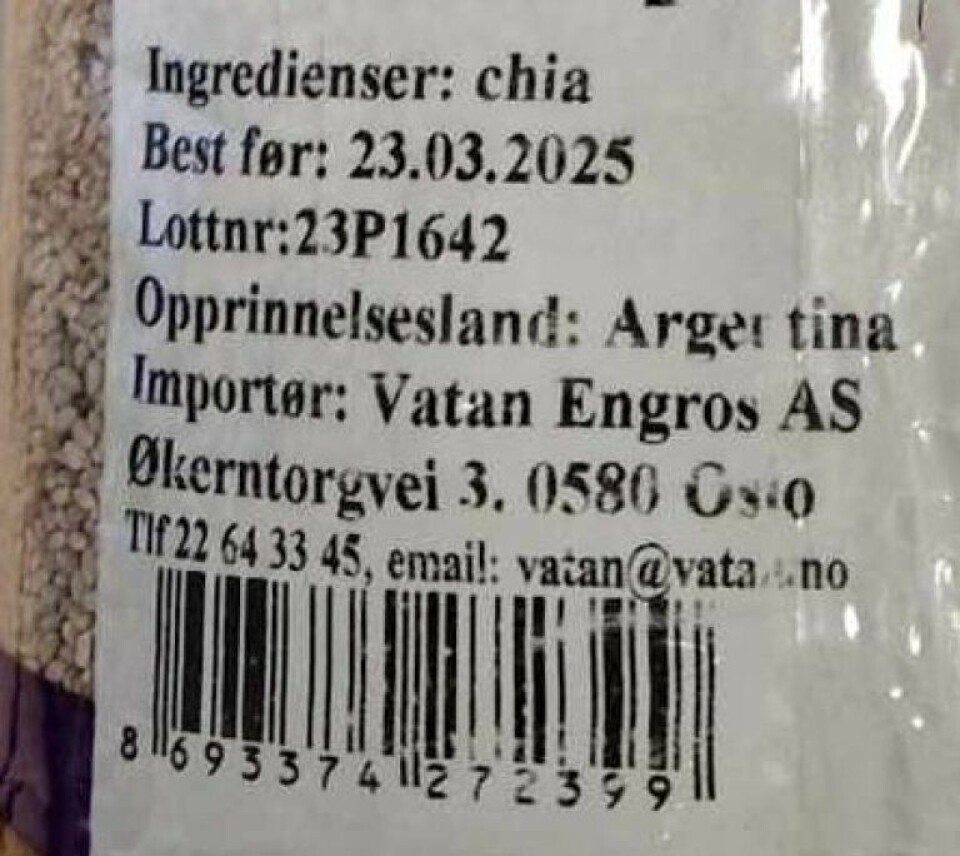 Ingredienser: chia
Best før: 23.03.2025
Lottnr:23P1642
Opprinnelsesland: Argentina
Importør: Vatan Engros AS
Økerntorgvei 3. 0580 Oslo
Tlf 22 64 33 45, email:
8 693374 272399